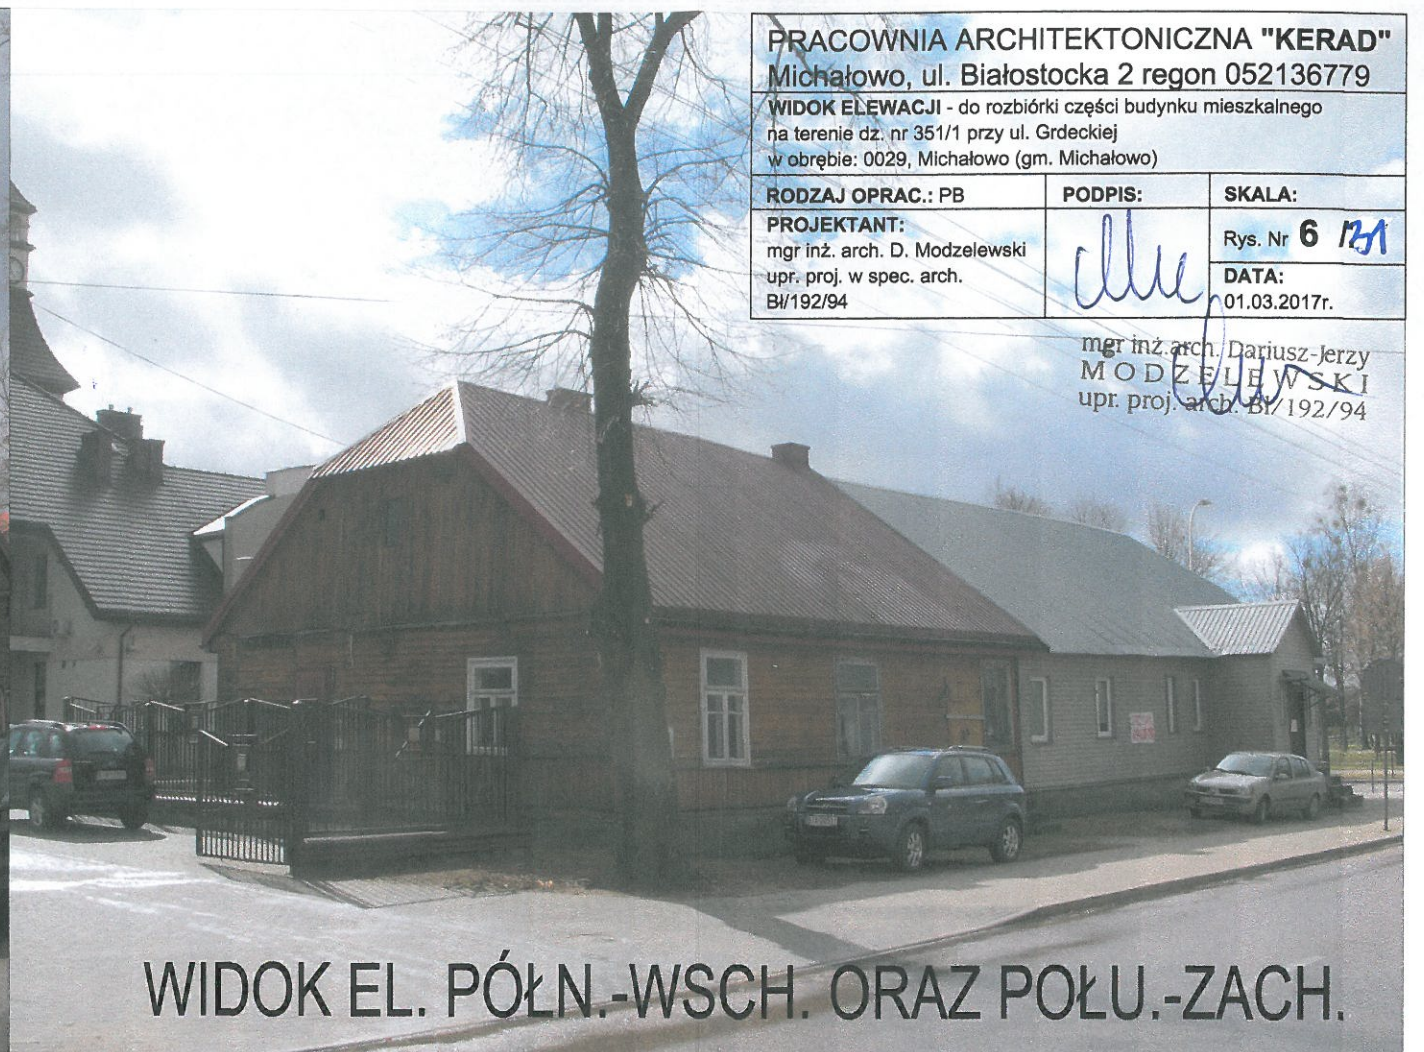 PRACOWNIA ARCHITEKTONICZNA "KERAD"
Michałowo, ul. Białostocka 2 regon 052136779
WIDOK ELEWACJI - do rozbiórki części budynku mieszkalnego
na terenie dz. nr 351/1 przy ul. Grdeckiej
w obrębie: 0029, Michałowo (gm. Michałowo)
RODZAJ OPRAC.: PB
PODPIS:
SKALA:
PROJEKTANT:
mgr inż. arch. D. Modzelewski
upr. proj. w spec. arch.
Bł/192/94
Rys. Nr 6 /31
DATA:
01.03.2017r.
mgr inż. arch. Dariusz-Jerzy
MODZELEWSKI
upr. proj. arch. Bł/192/94
WIDOK EL. PÓŁN.-WSCH. ORAZ POŁU.-ZACH.